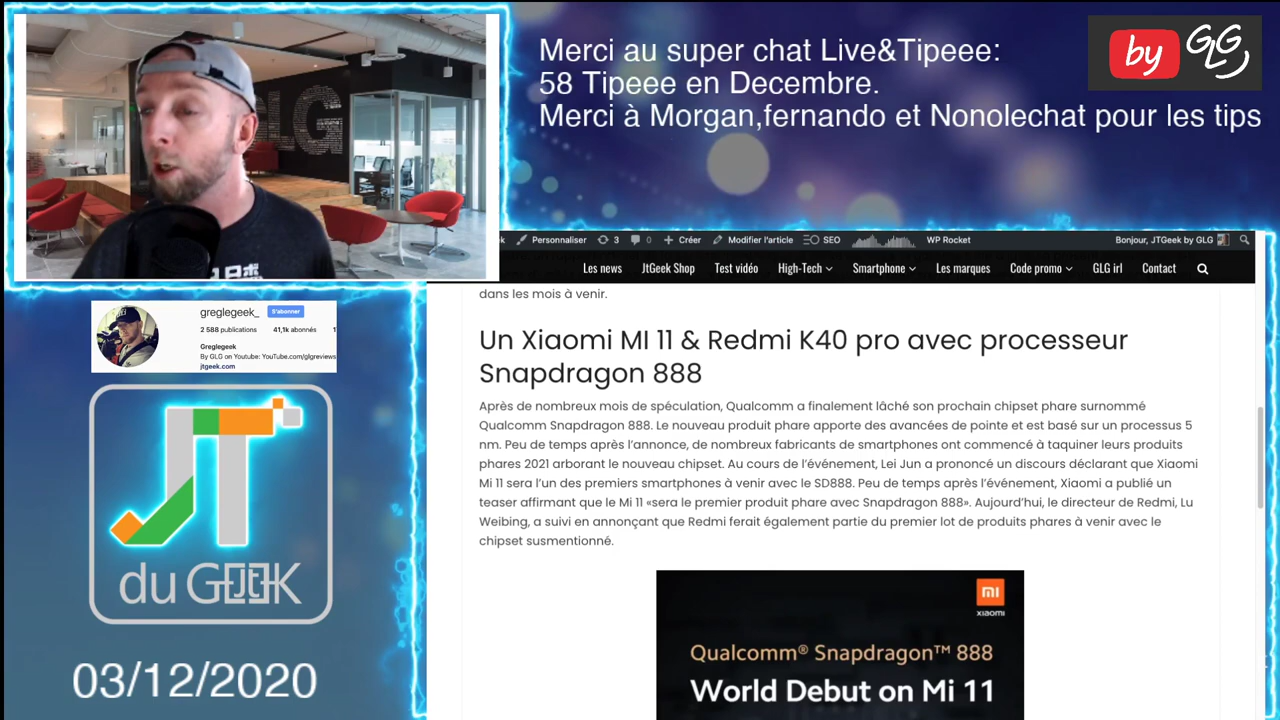 GLG
Merci au super chat Live&Tipeee:
58 Tipeee en Decembre.
Merci à Morgan,fernando et Nonolechat pour les tips
by GLG
Personnaliser 3 0 Créer Modifier l'article SEO WP Rocket Bonjour, JTGeek by GLG
Les news JtGeek Shop Test vidéo High-Tech Smartphone Les marques Code promo GLG irl Contact
dans les mois à venir.
Un Xiaomi MI 11 & Redmi K40 pro avec processeur
Snapdragon 888
Après de nombreux mois de spéculation, Qualcomm a finalement lâché son prochain chipset phare surnommé
Qualcomm Snapdragon 888. Le nouveau produit phare apporte des avancées de pointe et est basé sur un processus 5
nm. Peu de temps après l'annonce, de nombreux fabricants de smartphones ont commencé à taquiner leurs produits
phares 2021 arborant le nouveau chipset. Au cours de l'événement, Lei Jun a prononcé un discours déclarant que Xiaomi
Mi 11 sera l'un des premiers smartphones à venir avec le SD888. Peu de temps après l'événement, Xiaomi a publié un
teaser affirmant que le Mi 11 «sera le premier produit phare avec Snapdragon 888». Aujourd'hui, le directeur de Redmi, Lu
Weibing, a suivi en annonçant que Redmi ferait également partie du premier lot de produits phares à venir avec le
chipset susmentionné.
mi
XIAOMI
Qualcomm® Snapdragon™ 888
World Debut on Mi 11
greglegeek_ S'abonner
2 588 publications 41,1k abonnés 1
Greglegeek
By GLG on Youtube: YouTube.com/glgreviews
jtgeek.com
JT
du GEEK
03/12/2020